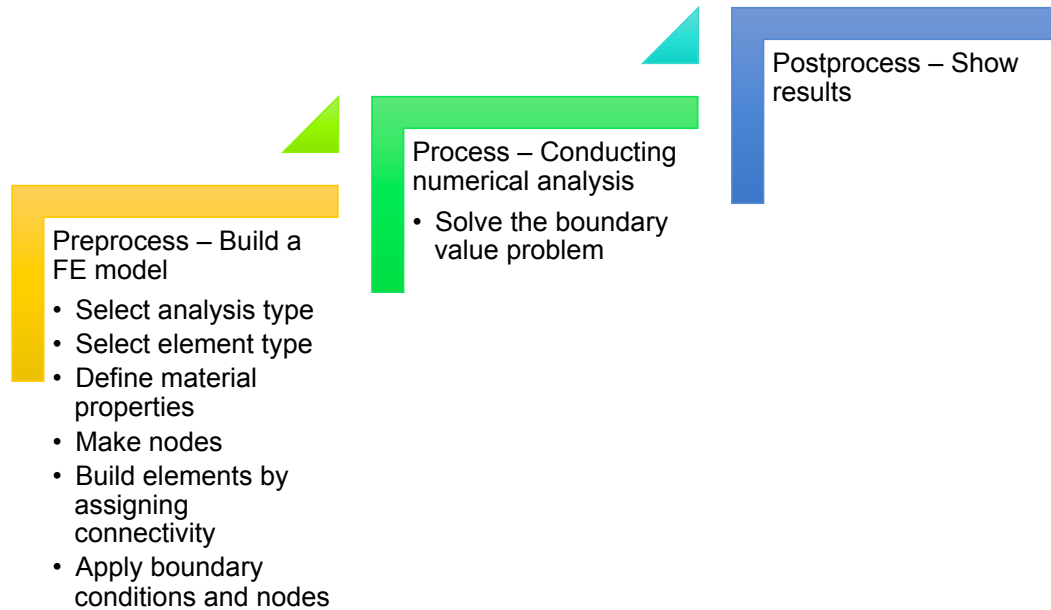 Preprocess – Build a
FE model
• Select analysis type
• Select element type
• Define material
properties
• Make nodes
• Build elements by
assigning
connectivity
• Apply boundary
conditions and nodes
Process – Conducting
numerical analysis
• Solve the boundary
value problem
Postprocess – Show
results